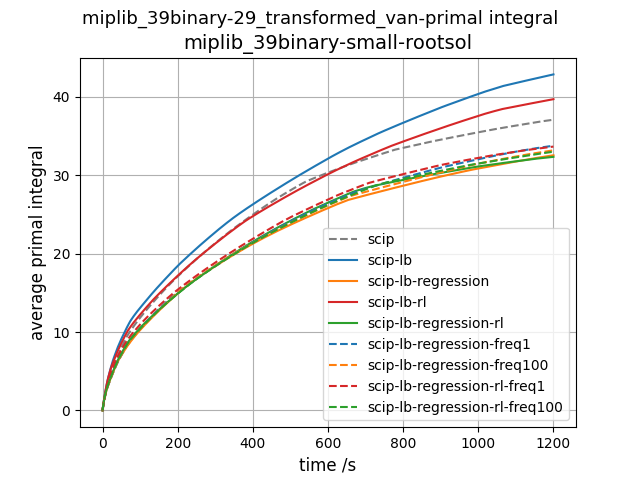 miplib_39binary-29_transformed_van-primal integral
miplib_39binary-small-rootsol
average primal integral
40
30
20
10
0
scip
scip-lb
scip-lb-regression
scip-lb-rl
scip-lb-regression-rl
scip-lb-regression-freq1
scip-lb-regression-freq100
scip-lb-regression-rl-freq1
scip-lb-regression-rl-freq100
0 200 400 600 800 1000 1200
time /s